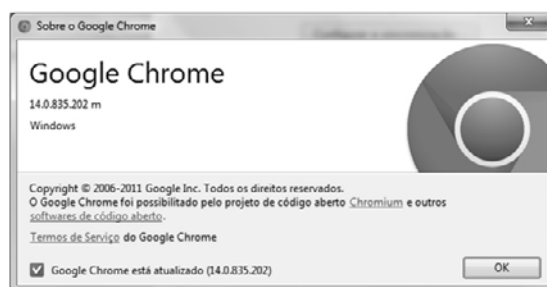 Sobre o Google Chrome
Google Chrome
14.0.835.202 m
Windows
Copyright © 2006-2011 Google Inc. Todos os direitos reservados.
O Google Chrome foi possibilitado pelo projeto de código aberto Chromium e outros
softwares de código aberto.
Termos de Serviço do Google Chrome
Google Chrome está atualizado (14.0.835.202)
OK